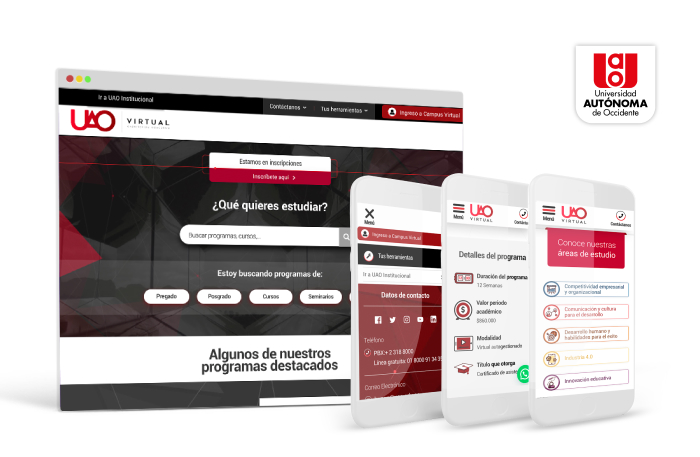 Ir a UAO Institucional
Contáctanos
Tus herramientas
Ingreso a Campus Virtual
UAO
VIRTUAL
Estamos en inscripciones
Inscríbete aquí >
¿Qué quieres estudiar?
Buscar programas, cursos,...
Estoy buscando programas de:
Pregado
Posgrado
Cursos
Seminarios
Algunos de nuestros
programas destacados
Universidad
AUTÓNOMA
de Occidente
Menú
Ingreso a Campus Virtual
Tus herramientas
Ir a UAO Institucional
Datos de contacto
Teléfono
PBX: + 2 318 8000
Línea gratuita: 01 8000 91 34 35
Correo Electrónico
Menú
UAO
VIRTUAL
Detalles del programa
Duración del programa
12 Semanas
Valor período
académico
Modalidad
Virtual autogestionado
Título que otorga
Certificado de
Menú
UAO
VIRTUAL
Contáctanos
Conoce nuestras
áreas de estudio
Competitividad empresarial
y organizacional
Comunicación y cultura
para el desarrollo
Desarrollo humano y
habilidades para el éxito
Industria 4.0
Innovación educativa